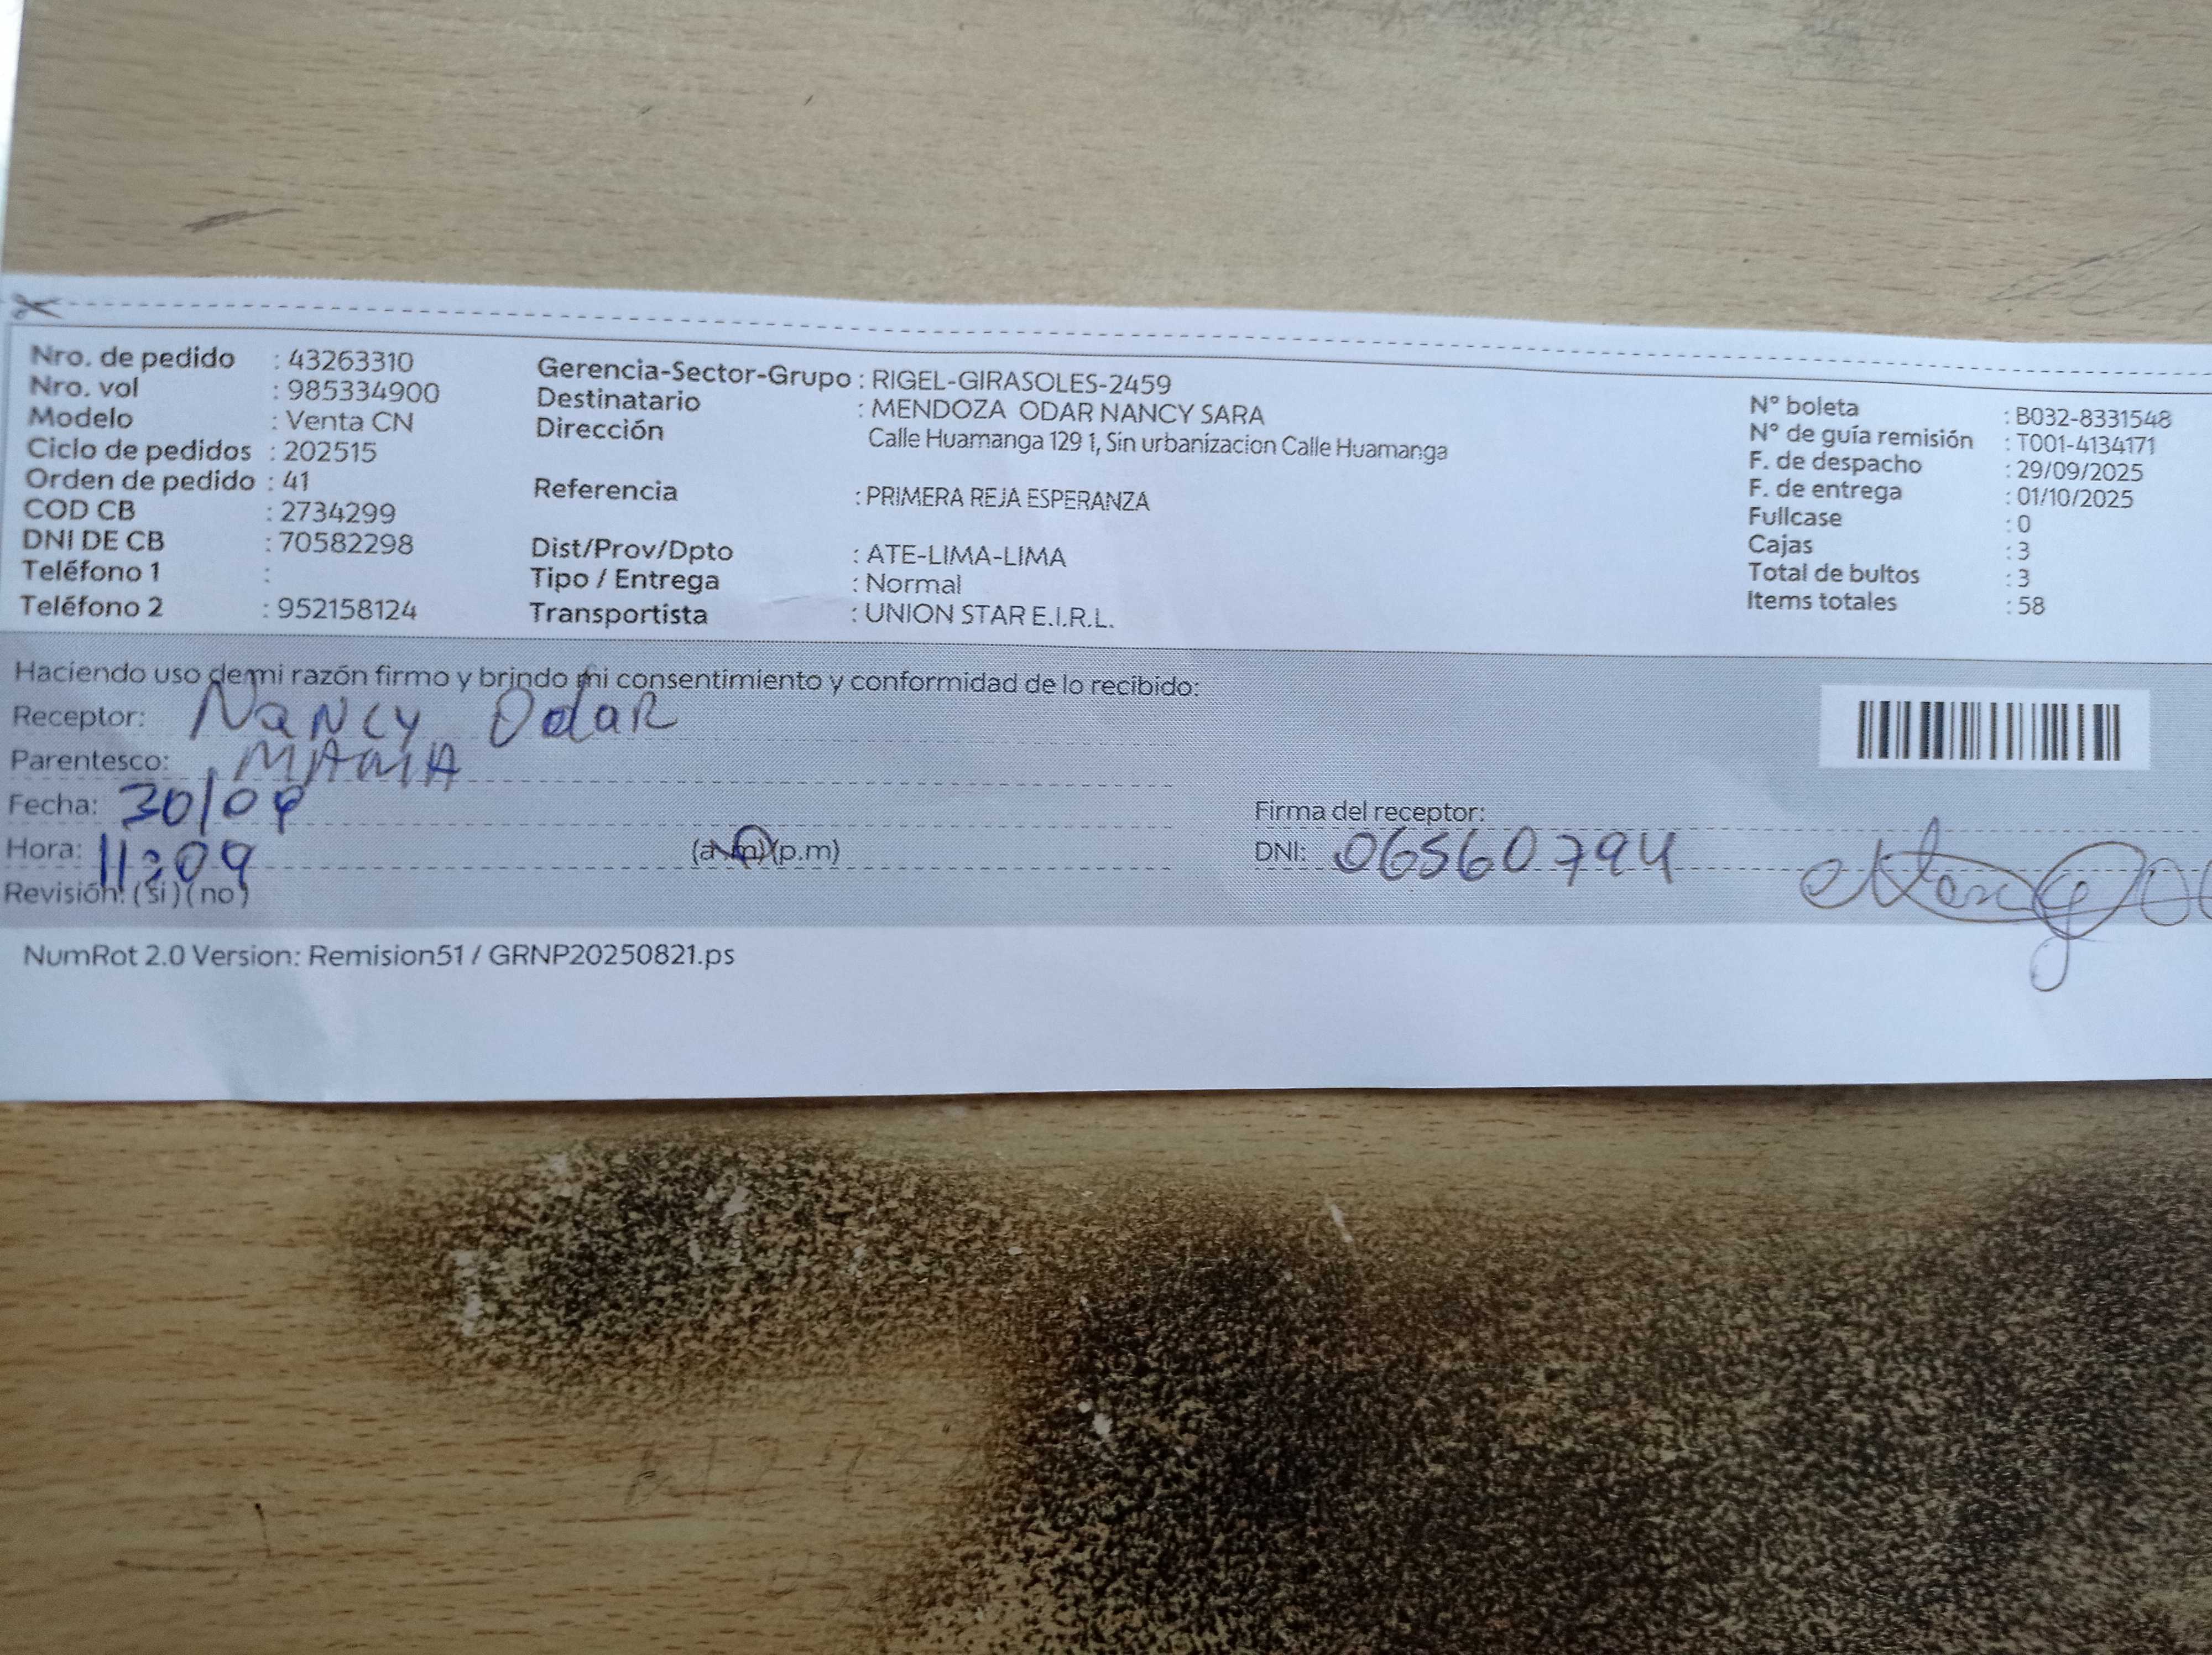 Nro. de pedido : 43263310
Nro. vol : 985334900
Modelo : Venta CN
Ciclo de pedidos : 202515
Orden de pedido : 41
COD CB : 2734299
DNI DE CB : 70582298
Teléfono 1 :
Teléfono 2 : 952158124
Gerencia-Sector-Grupo : RIGEL-GIRASOLES-2459
Destinatario : MENDOZA ODAR NANCY SARA
Dirección Calle Huamanga 129 1, Sin urbanizacion Calle Huamanga
Referencia : PRIMERA REJA ESPERANZA
Dist/Prov/Dpto : ATE-LIMA-LIMA
Tipo / Entrega : Normal
Transportista : UNION STAR E.I.R.L.
N° boleta : B032-8331548
N° de guía remisión : T001-4134171
F. de despacho : 29/09/2025
F. de entrega : 01/10/2025
Fullcase : 0
Cajas : 3
Total de bultos : 3
Items totales : 58
Haciendo uso de mi razón firmo y brindo mi consentimiento y conformidad de lo recibido:
Receptor: NaNCy OdaR
Parentesco: MAMA
Fecha: 30/09
Hora: 11:09 (a.m)(p.m)
Revisión: (si)(no)
Firma del receptor:
DNI: 06560794
NumRot 2.0 Version: Remision51 / GRNP20250821.ps